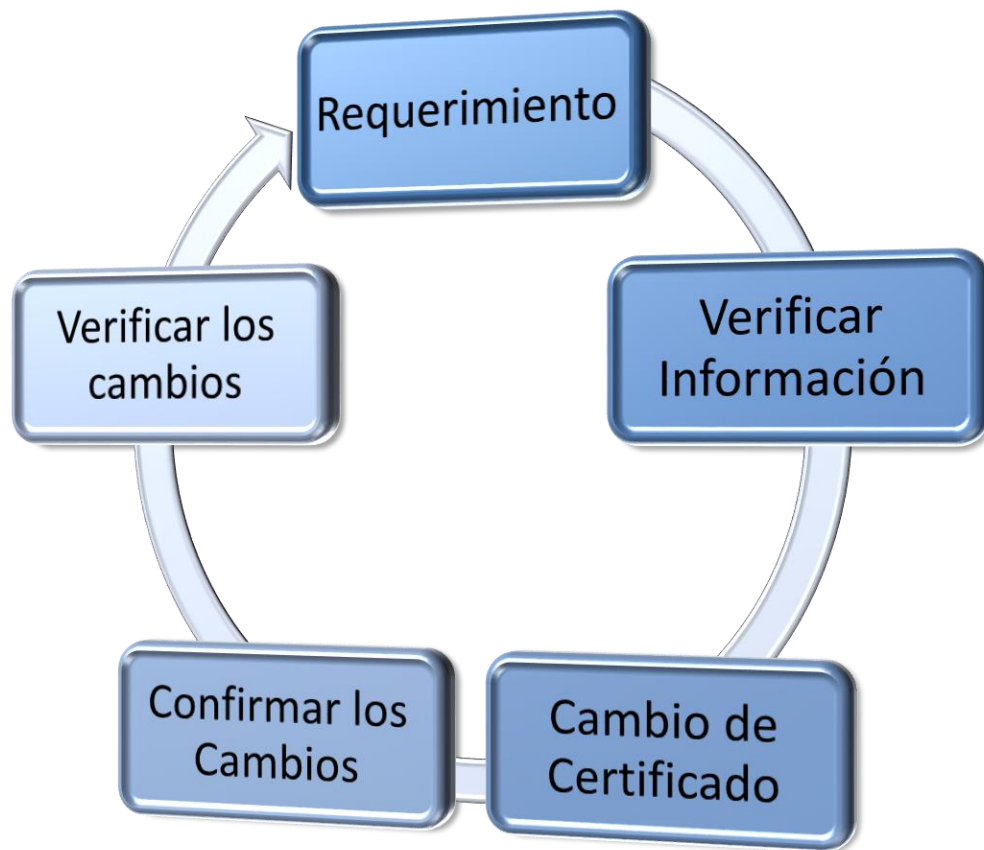 Requerimiento
Verificar
Información
Cambio de
Certificado
Confirmar los
Cambios
Verificar los
cambios